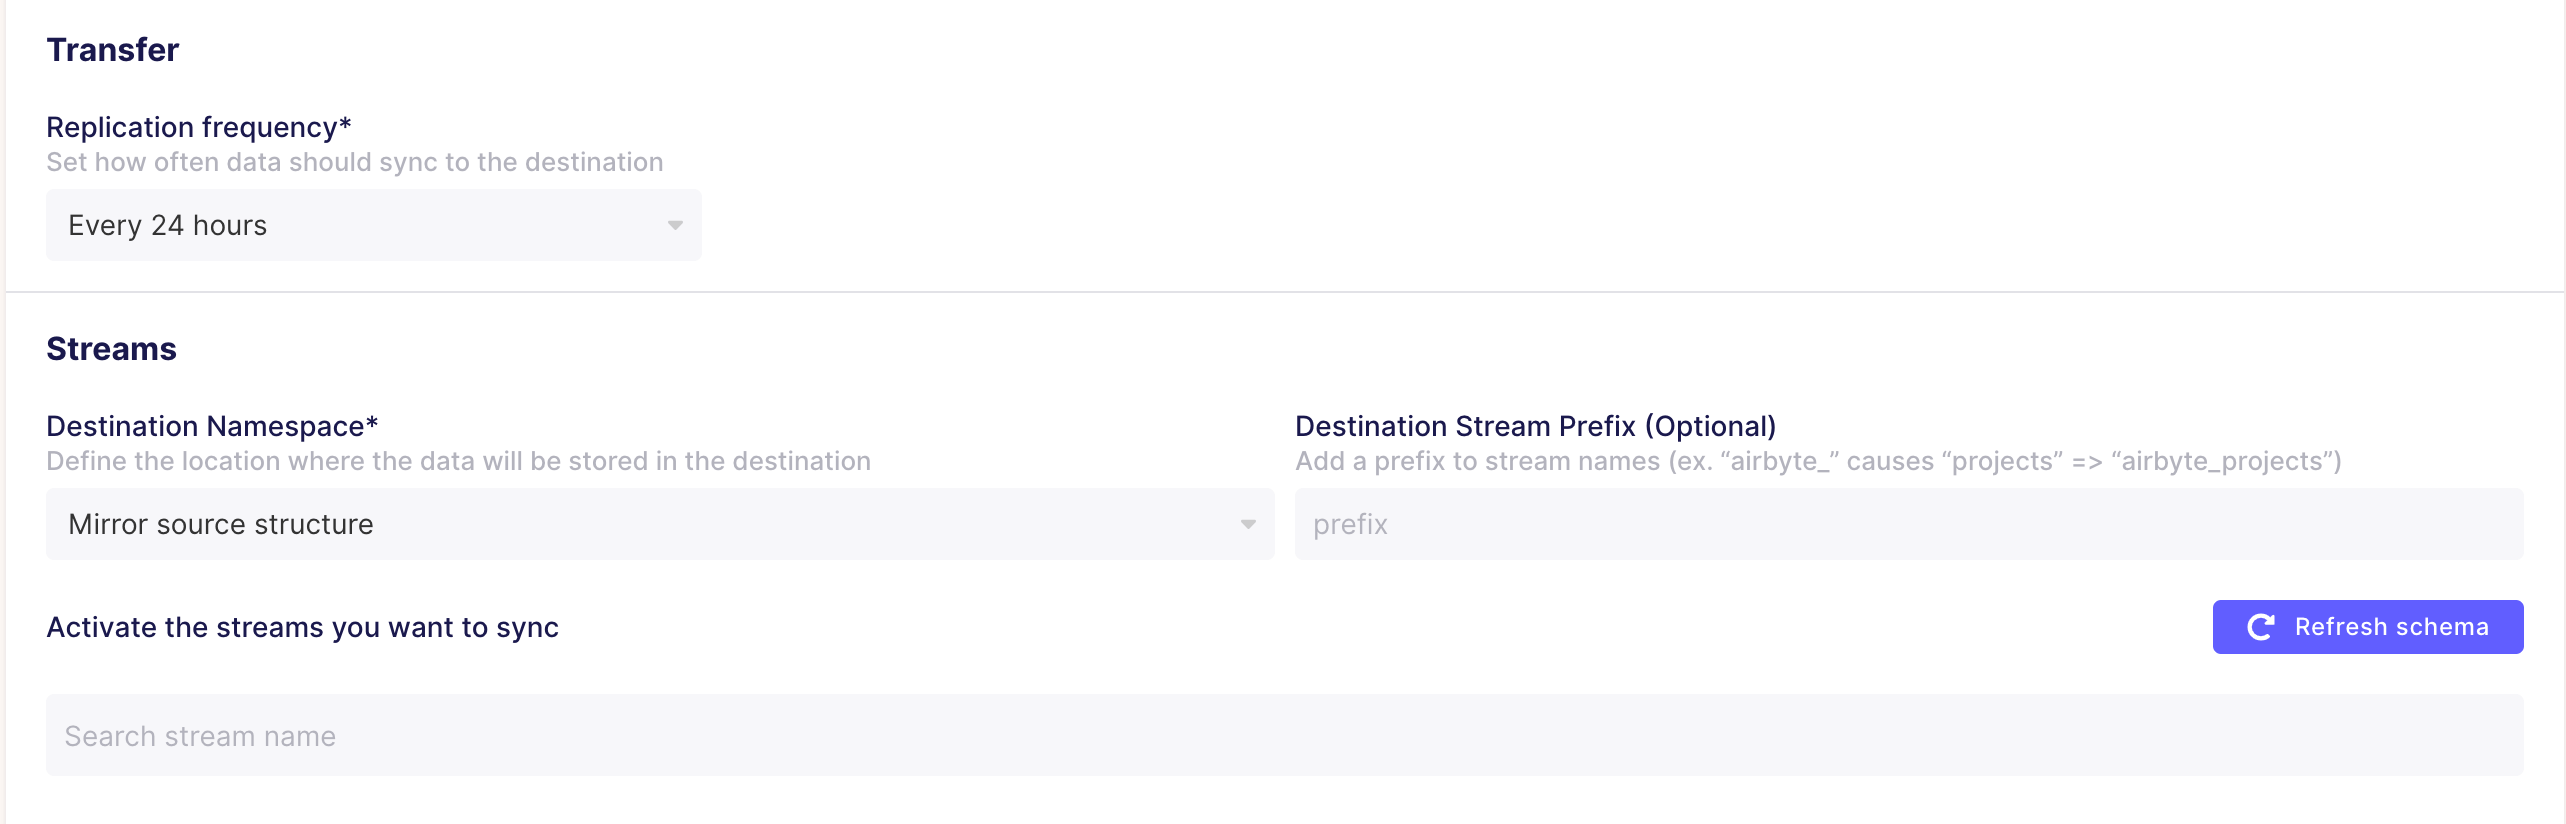 Transfer
Replication frequency*
Set how often data should sync to the destination
Every 24 hours
Streams
Destination Namespace*
Define the location where the data will be stored in the destination
Mirror source structure
Destination Stream Prefix (Optional)
Add a prefix to stream names (ex. “airbyte_” causes “projects” => “airbyte_projects”)
prefix
Activate the streams you want to sync
Refresh schema
Search stream name